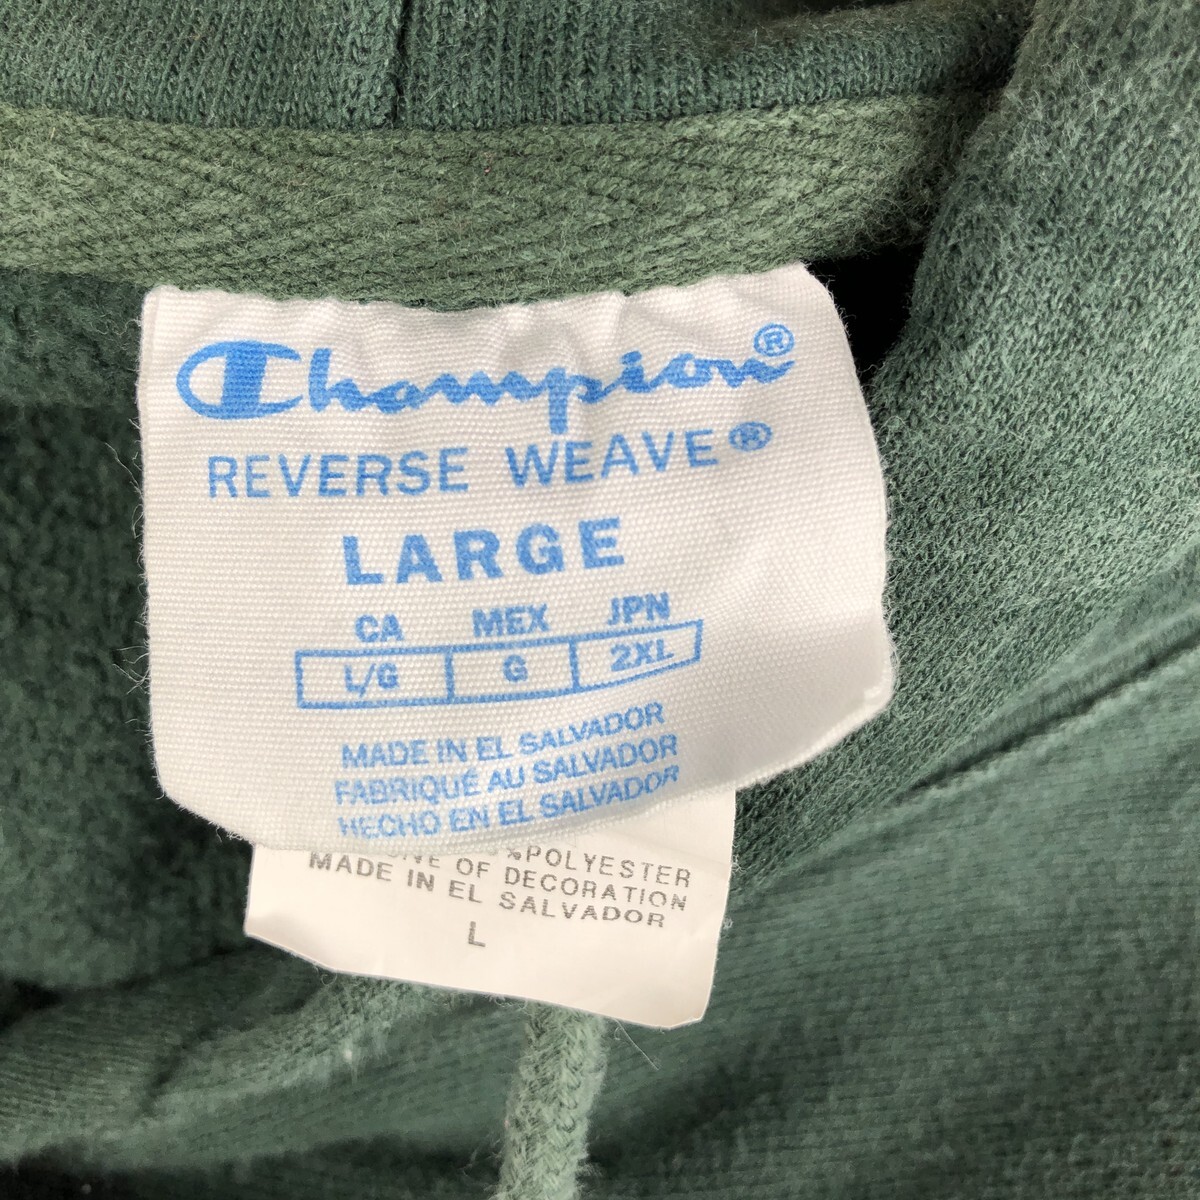 Champion®
REVERSE WEAVE®
LARGE
CA MEX JPN
L/G G 2XL
MADE IN EL SALVADOR
FABRIQUÉ AU SALVADOR
HECHO EN EL SALVADOR
%POLYESTER
OF DECORATION
MADE IN EL SALVADOR
L